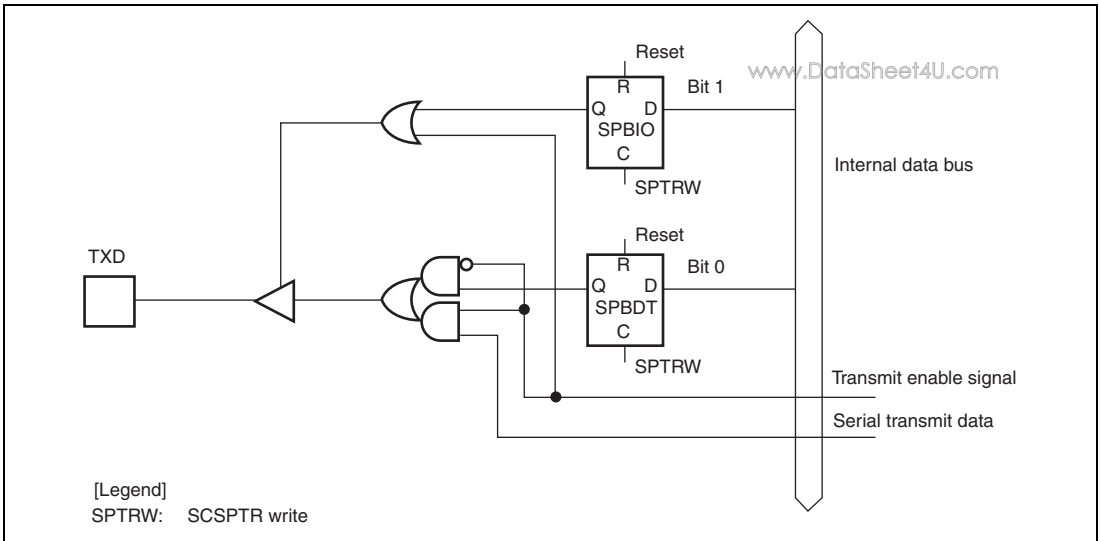 Reset
www.DataSheet4U.com
R
Bit 1
Q D
SPBIO
C
SPTRW
Internal data bus
Reset
TXD
R
Bit 0
Q D
SPBDT
C
SPTRW
Transmit enable signal
Serial transmit data
[Legend]
SPTRW: SCSPTR write